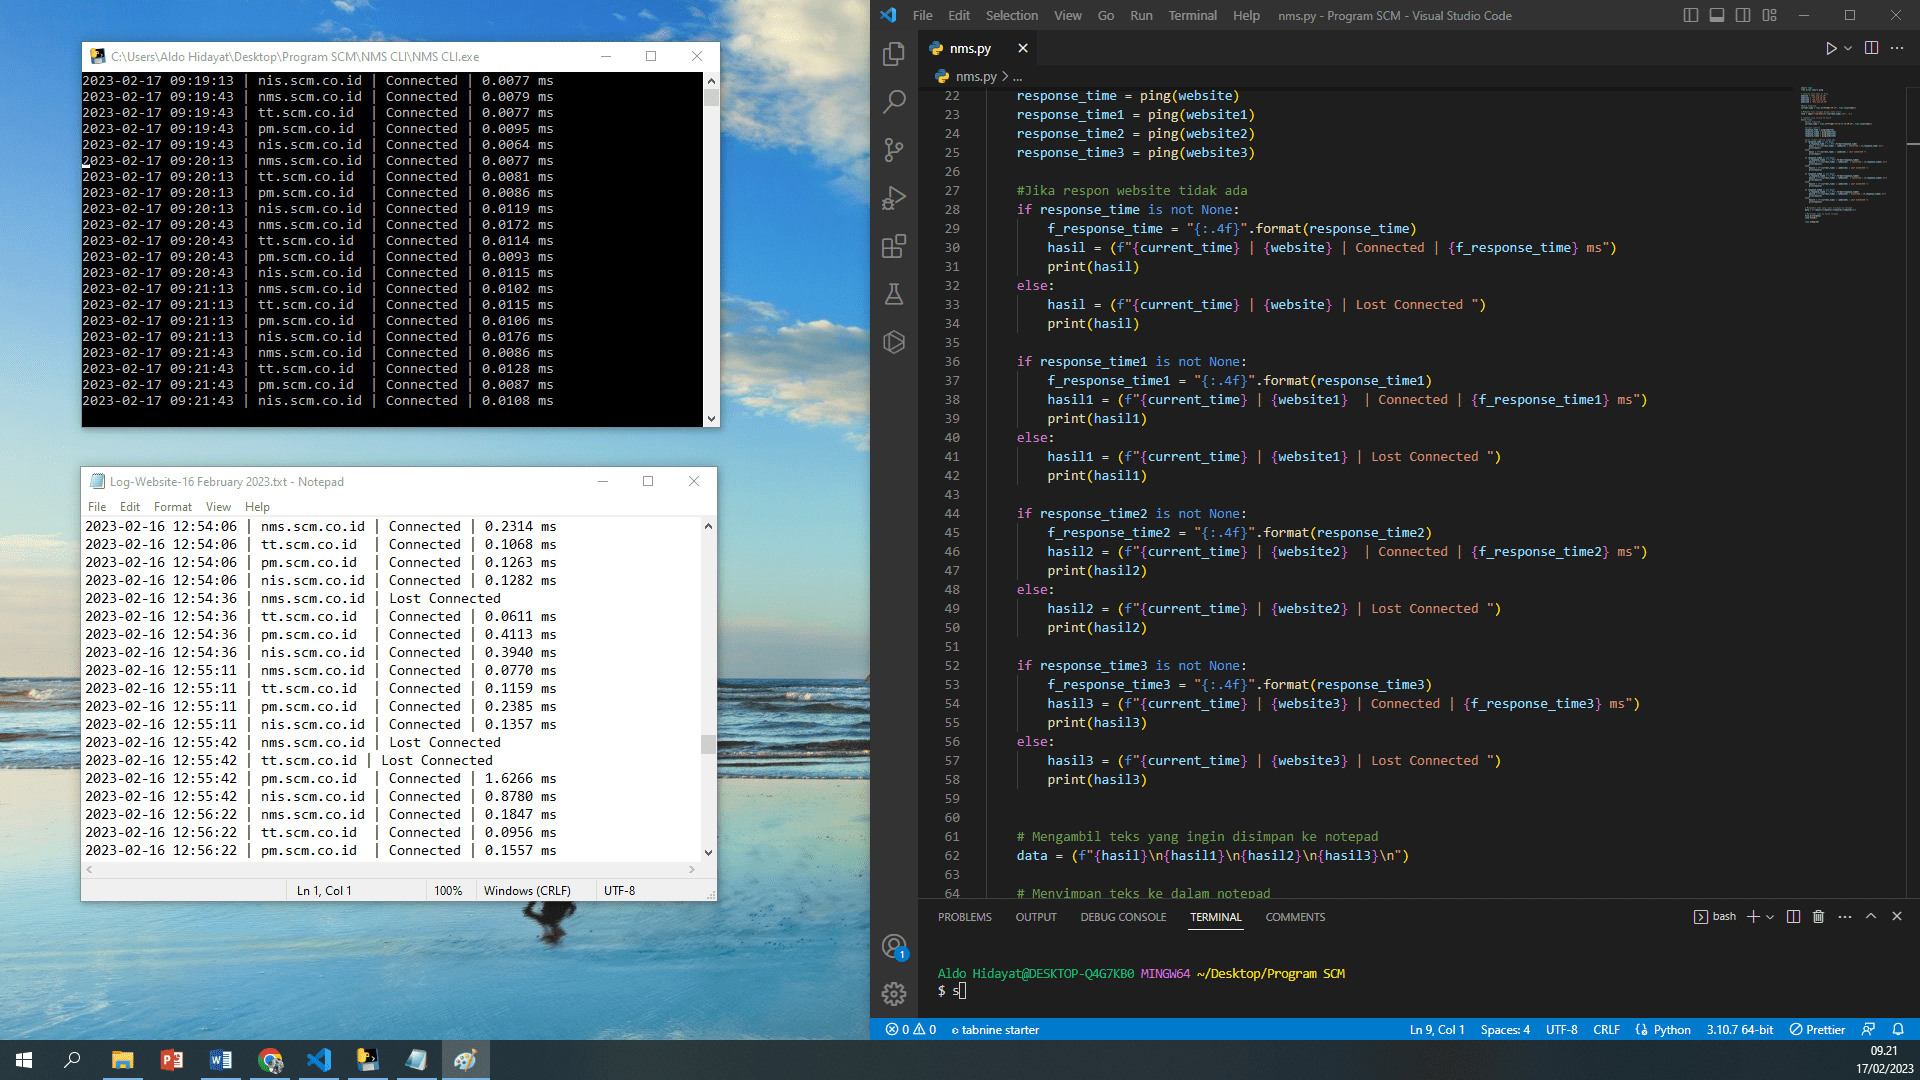 C:\Users\Aldo Hidayat\Desktop\Program SCM\NMS CLI\NMS CLI.exe
2023-02-17 09:19:13 | nis.scm.co.id | Connected | 0.0077 ms
2023-02-17 09:19:43 | nms.scm.co.id | Connected | 0.0079 ms
2023-02-17 09:19:43 | tt.scm.co.id  | Connected | 0.0077 ms
2023-02-17 09:19:43 | pm.scm.co.id  | Connected | 0.0095 ms
2023-02-17 09:19:43 | nis.scm.co.id | Connected | 0.0064 ms
2023-02-17 09:20:13 | nms.scm.co.id | Connected | 0.0077 ms
2023-02-17 09:20:13 | tt.scm.co.id  | Connected | 0.0081 ms
2023-02-17 09:20:13 | pm.scm.co.id  | Connected | 0.0086 ms
2023-02-17 09:20:13 | nis.scm.co.id | Connected | 0.0119 ms
2023-02-17 09:20:43 | nms.scm.co.id | Connected | 0.0172 ms
2023-02-17 09:20:43 | tt.scm.co.id  | Connected | 0.0114 ms
2023-02-17 09:20:43 | pm.scm.co.id  | Connected | 0.0093 ms
2023-02-17 09:20:43 | nis.scm.co.id | Connected | 0.0115 ms
2023-02-17 09:21:13 | nms.scm.co.id | Connected | 0.0102 ms
2023-02-17 09:21:13 | tt.scm.co.id  | Connected | 0.0115 ms
2023-02-17 09:21:13 | pm.scm.co.id  | Connected | 0.0106 ms
2023-02-17 09:21:13 | nis.scm.co.id | Connected | 0.0176 ms
2023-02-17 09:21:43 | nms.scm.co.id | Connected | 0.0086 ms
2023-02-17 09:21:43 | tt.scm.co.id  | Connected | 0.0128 ms
2023-02-17 09:21:43 | pm.scm.co.id  | Connected | 0.0087 ms
2023-02-17 09:21:43 | nis.scm.co.id | Connected | 0.0108 ms
Log-Website-16 February 2023.txt - Notepad
File Edit Format View Help
2023-02-16 12:54:06 | nms.scm.co.id | Connected | 0.2314 ms
2023-02-16 12:54:06 | tt.scm.co.id  | Connected | 0.1068 ms
2023-02-16 12:54:06 | pm.scm.co.id  | Connected | 0.1263 ms
2023-02-16 12:54:06 | nis.scm.co.id | Connected | 0.1282 ms
2023-02-16 12:54:36 | nms.scm.co.id | Lost Connected
2023-02-16 12:54:36 | tt.scm.co.id  | Connected | 0.0611 ms
2023-02-16 12:54:36 | pm.scm.co.id  | Connected | 0.4113 ms
2023-02-16 12:54:36 | nis.scm.co.id | Connected | 0.3940 ms
2023-02-16 12:55:11 | nms.scm.co.id | Connected | 0.0770 ms
2023-02-16 12:55:11 | tt.scm.co.id  | Connected | 0.1159 ms
2023-02-16 12:55:11 | pm.scm.co.id  | Connected | 0.2385 ms
2023-02-16 12:55:11 | nis.scm.co.id | Connected | 0.1357 ms
2023-02-16 12:55:42 | nms.scm.co.id | Lost Connected
2023-02-16 12:55:42 | tt.scm.co.id | Lost Connected
2023-02-16 12:55:42 | pm.scm.co.id  | Connected | 1.6266 ms
2023-02-16 12:55:42 | nis.scm.co.id | Connected | 0.8780 ms
2023-02-16 12:56:22 | nms.scm.co.id | Connected | 0.1847 ms
2023-02-16 12:56:22 | tt.scm.co.id  | Connected | 0.0956 ms
2023-02-16 12:56:22 | pm.scm.co.id  | Connected | 0.1557 ms
Ln 1, Col 1 100% Windows (CRLF) UTF-8
File Edit Selection View Go Run Terminal Help nms.py - Program SCM - Visual Studio Code
nms.py
nms.py > ...
22 response_time = ping(website)
23 response_time1 = ping(website1)
24 response_time2 = ping(website2)
25 response_time3 = ping(website3)
26
27 #Jika respon website tidak ada
28 if response_time is not None:
29     f_response_time = "{:.4f}".format(response_time)
30     hasil = (f"{current_time} | {website} | Connected | {f_response_time} ms")
31     print(hasil)
32 else:
33     hasil = (f"{current_time} | {website} | Lost Connected ")
34     print(hasil)
35
36 if response_time1 is not None:
37     f_response_time1 = "{:.4f}".format(response_time1)
38     hasil1 = (f"{current_time} | {website1}  | Connected | {f_response_time1} ms")
39     print(hasil1)
40 else:
41     hasil1 = (f"{current_time} | {website1} | Lost Connected ")
42     print(hasil1)
43
44 if response_time2 is not None:
45     f_response_time2 = "{:.4f}".format(response_time2)
46     hasil2 = (f"{current_time} | {website2}  | Connected | {f_response_time2} ms")
47     print(hasil2)
48 else:
49     hasil2 = (f"{current_time} | {website2} | Lost Connected ")
50     print(hasil2)
51
52 if response_time3 is not None:
53     f_response_time3 = "{:.4f}".format(response_time3)
54     hasil3 = (f"{current_time} | {website3} | Connected | {f_response_time3} ms")
55     print(hasil3)
56 else:
57     hasil3 = (f"{current_time} | {website3} | Lost Connected ")
58     print(hasil3)
59
60
61 # Mengambil teks yang ingin disimpan ke notepad
62 data = (f"{hasil}\n{hasil1}\n{hasil2}\n{hasil3}\n")
63
64 # Menyimpan teks ke dalam notepad
PROBLEMS OUTPUT DEBUG CONSOLE TERMINAL COMMENTS bash
Aldo Hidayat@DESKTOP-Q4G7KB0 MINGW64 ~/Desktop/Program SCM
$ s
1
0 0 tabnine starter Ln 9, Col 1 Spaces: 4 UTF-8 CRLF Python 3.10.7 64-bit Prettier
09.21
17/02/2023